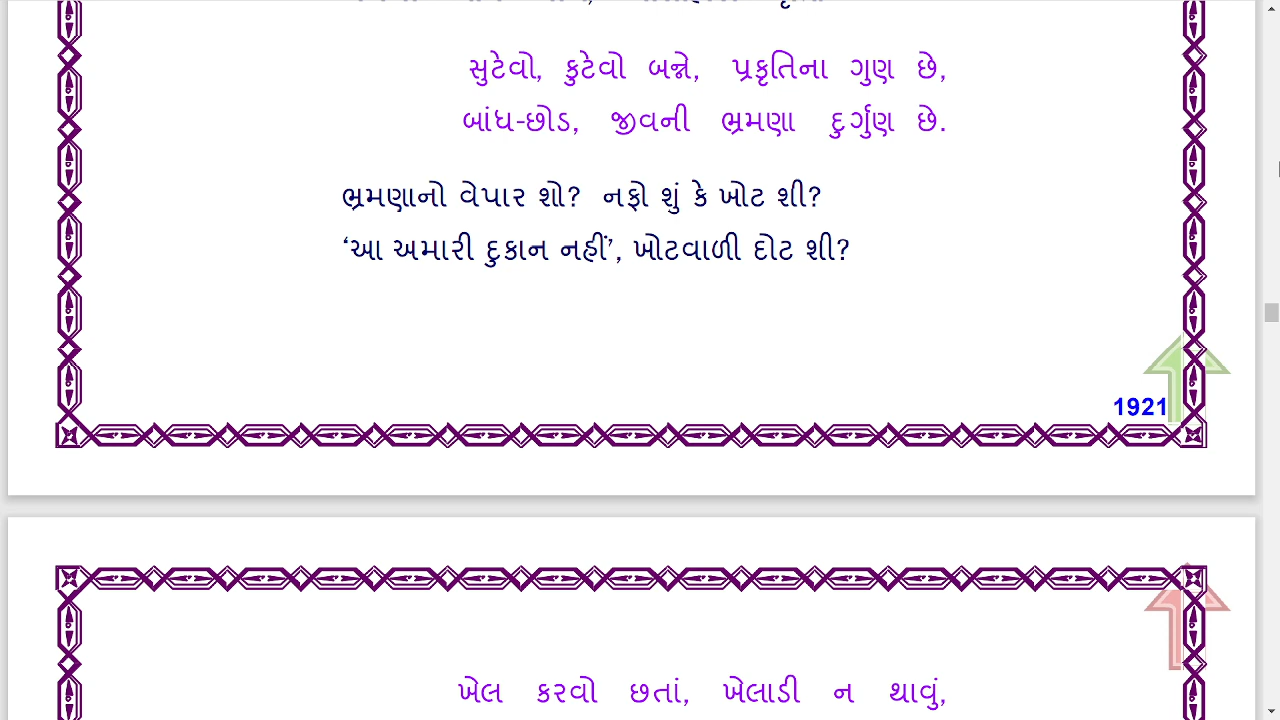 સુટેવો, કુટેવો બન્ને, પ્રકૃતિના ગુણ છે,
બાંધ-છોડ, જીવની ભ્રમણા દુર્ગુણ છે.
ભ્રમણાનો વેપાર શો? નફો શું કે ખોટ શી?
‘આ અમારી દુકાન નહીં’, ખોટવાળી દોટ શી?
1921
ખેલ કરવો છતાં, ખેલાડી ન થાવું,